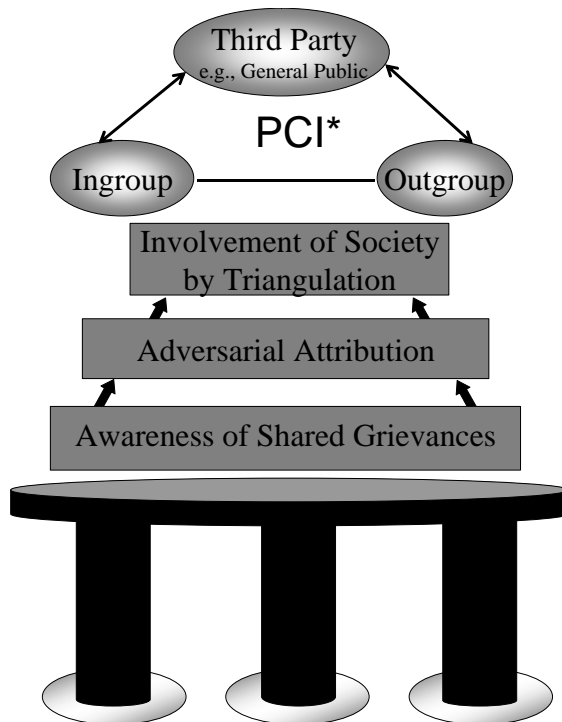 Third Party
e.g., General Public
PCI*
Ingroup
Outgroup
Involvement of Society
by Triangulation
Adversarial Attribution
Awareness of Shared Grievances